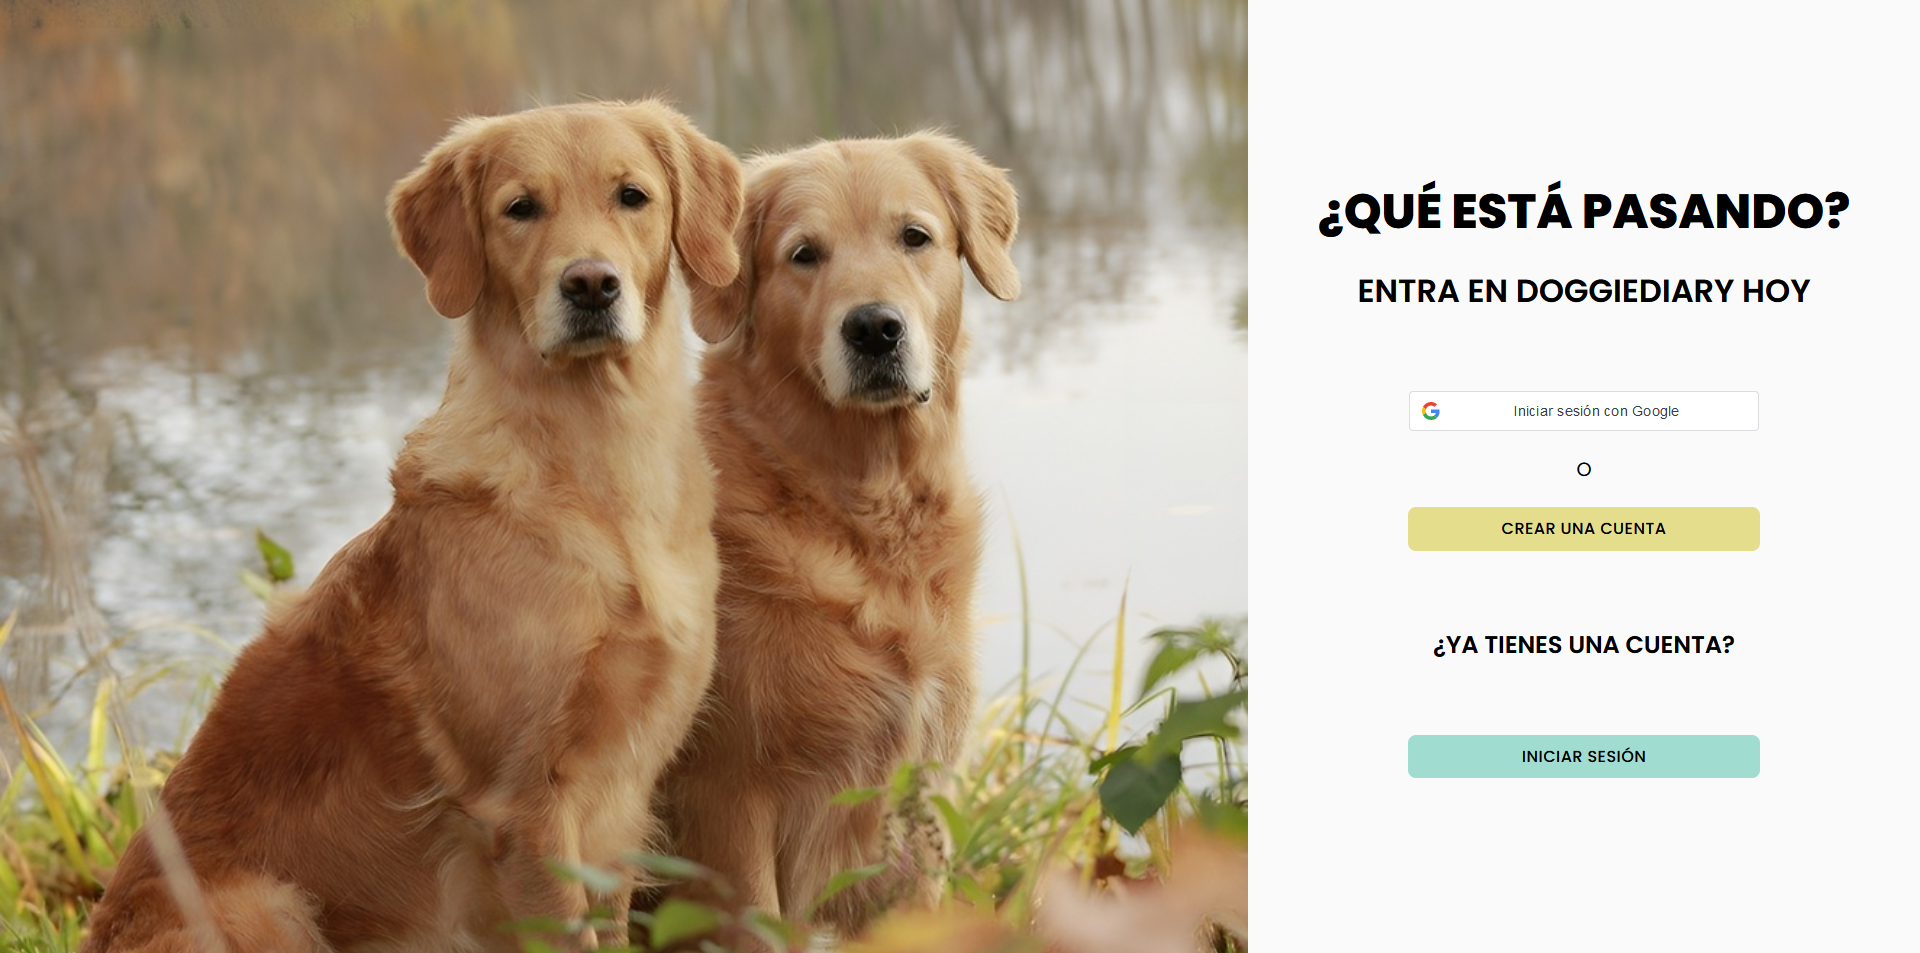 ¿QUÉ ESTÁ PASANDO?
ENTRA EN DOGGIEDIARY HOY
Iniciar sesión con Google
O
CREAR UNA CUENTA
¿YA TIENES UNA CUENTA?
INICIAR SESIÓN